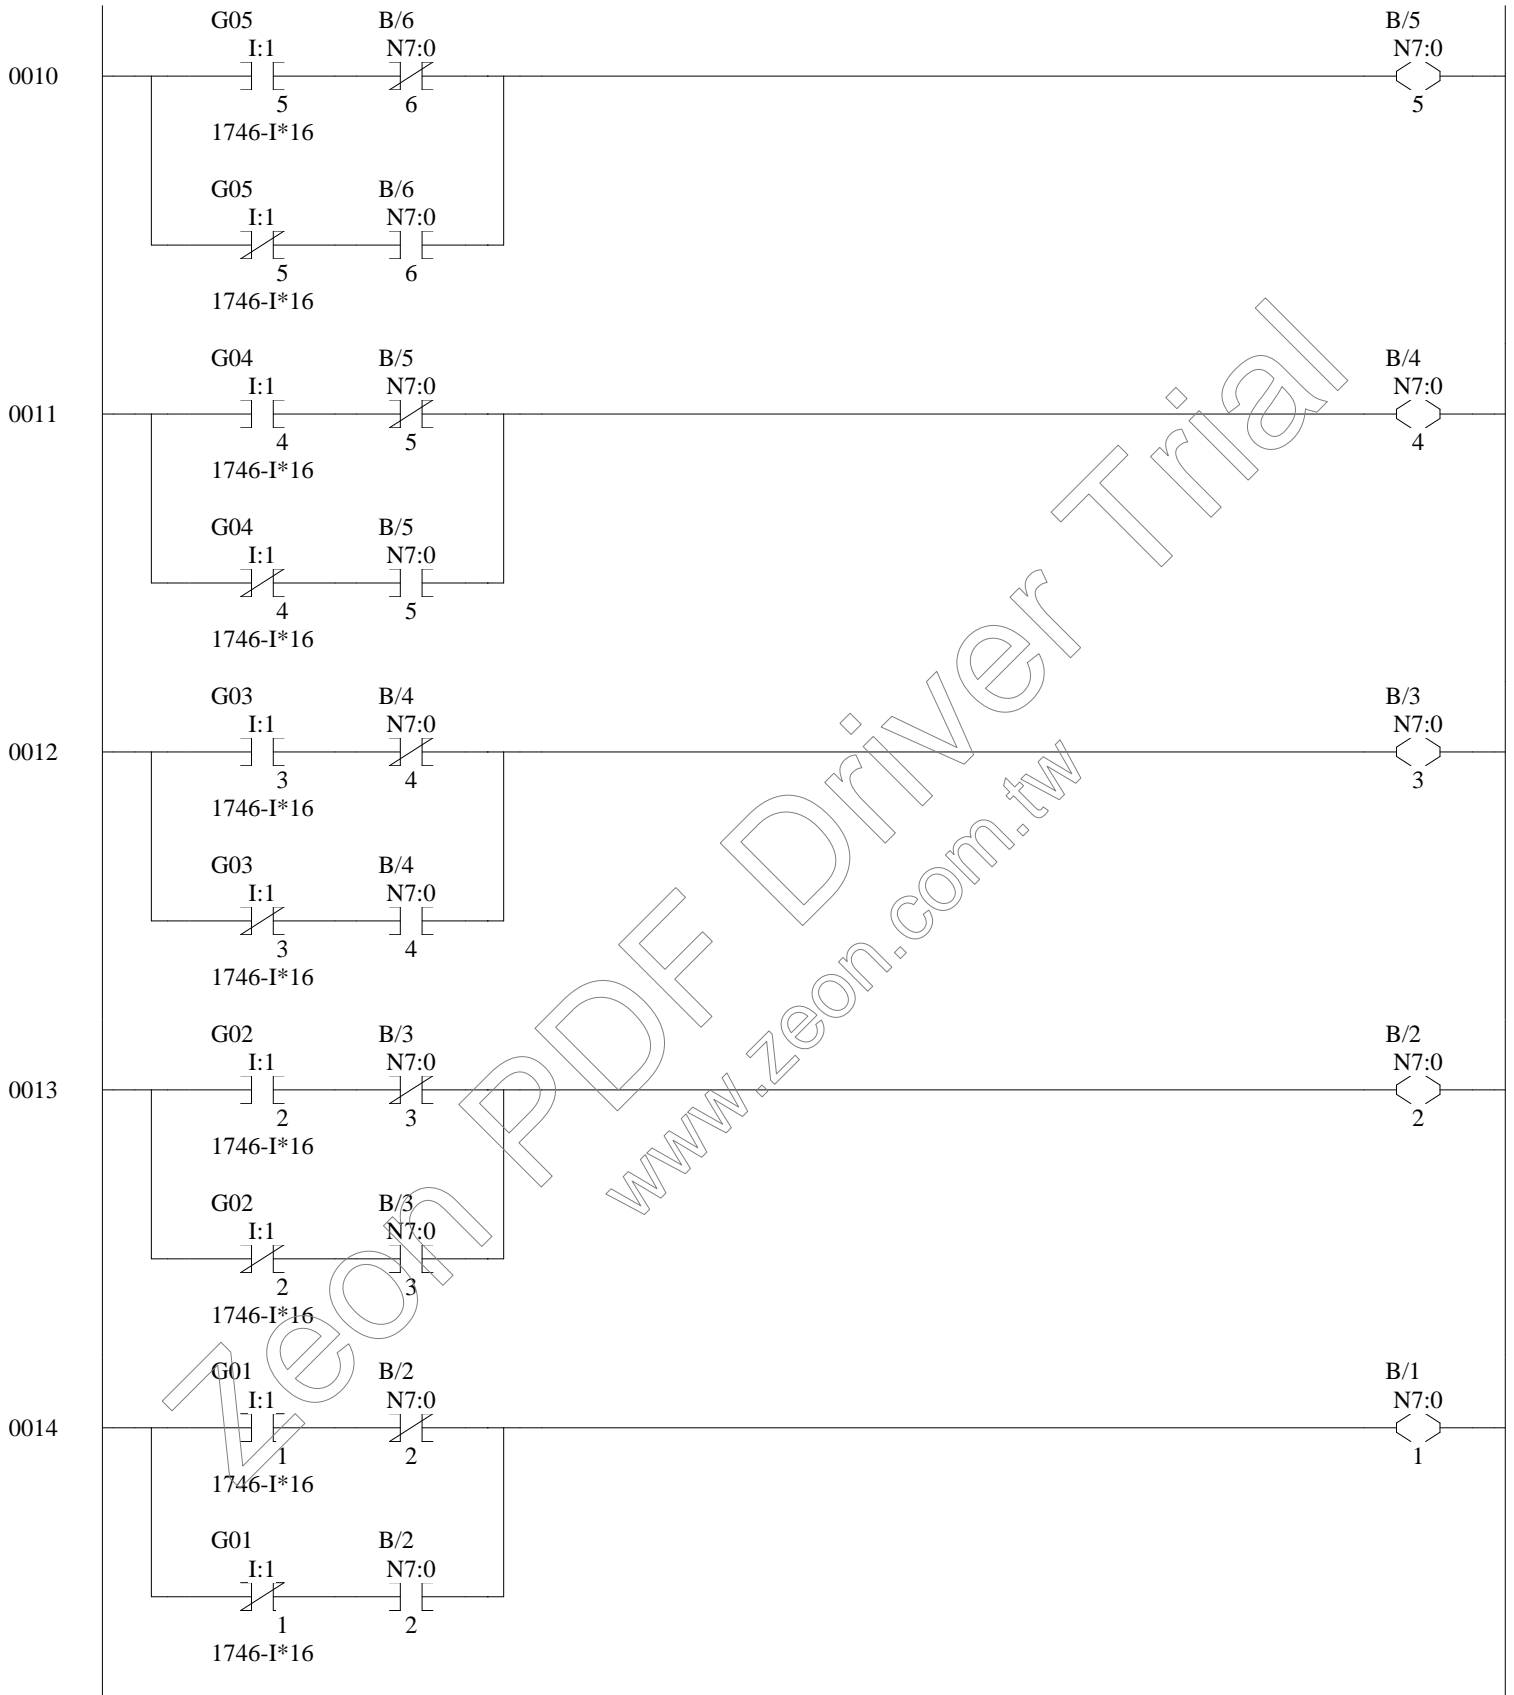 G05 B/6 B/5
I:1 N7:0 N7:0
0010
5 6 5
1746-I*16
G05 B/6
I:1 N7:0
5 6
1746-I*16
G04 B/5 B/4
I:1 N7:0 N7:0
0011
4 5 4
1746-I*16
G04 B/5
I:1 N7:0
4 5
1746-I*16
G03 B/4 B/3
I:1 N7:0 N7:0
0012
3 4 3
1746-I*16
G03 B/4
I:1 N7:0
3 4
1746-I*16
G02 B/3 B/2
I:1 N7:0 N7:0
0013
2 3 2
1746-I*16
G02 B/3
I:1 N7:0
2 3
1746-I*16
G01 B/2 B/1
I:1 N7:0 N7:0
0014
1 2 1
1746-I*16
G01 B/2
I:1 N7:0
1 2
1746-I*16
Zeon PDF Driver Trial
www.zeon.com.tw